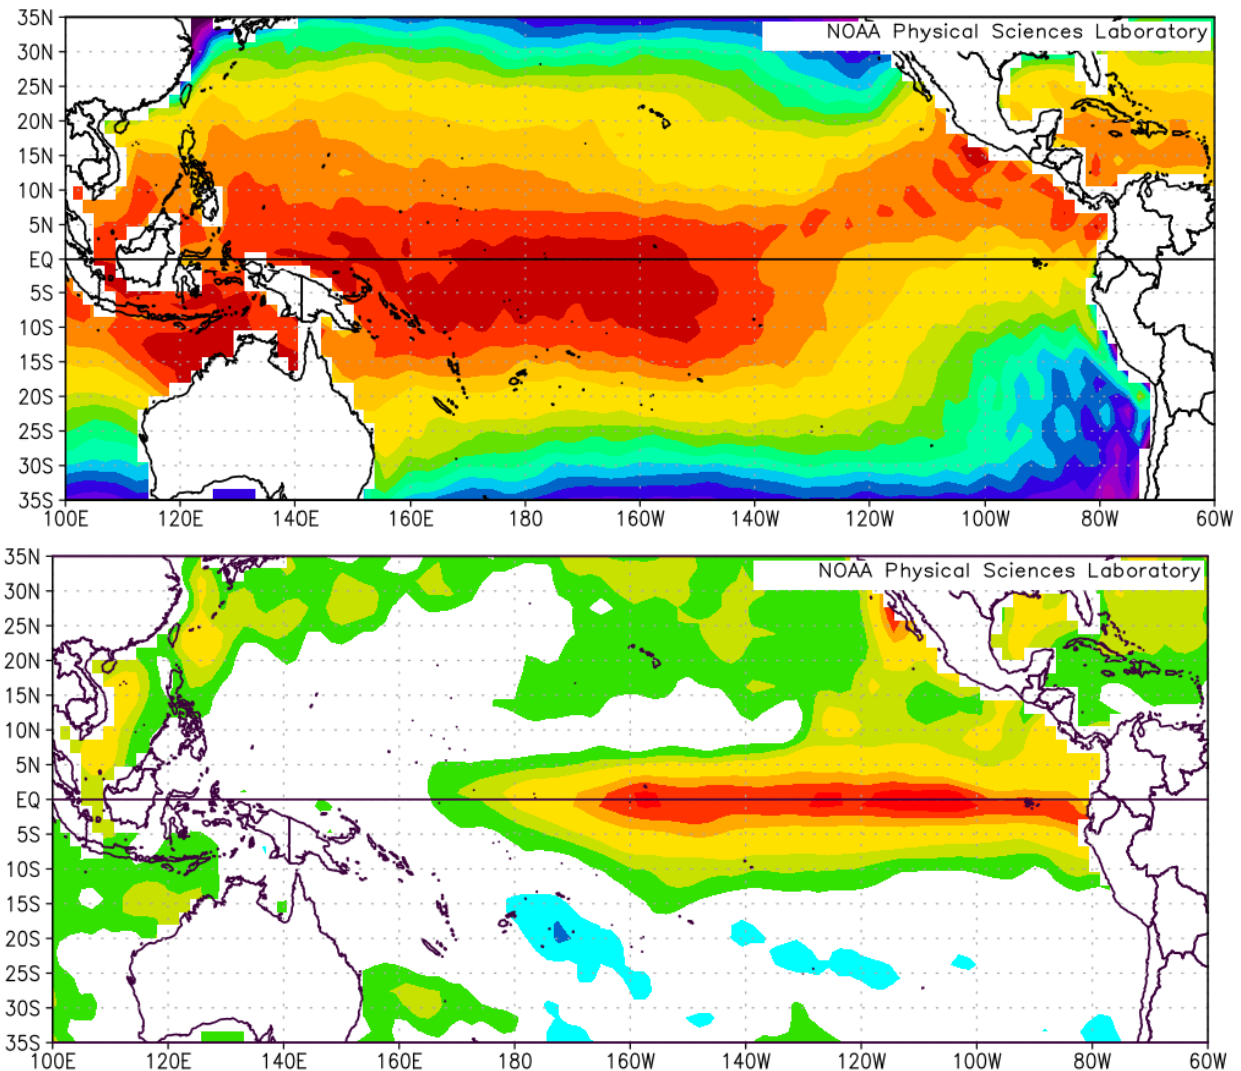 35N
NOAA Physical Sciences Laboratory
30N
25N
20N
15N
10N
5N
EQ
5S
10S
15S
20S
25S
30S
35S
100E 120E 140E 160E 180 160W 140W 120W 100W 80W 60W
35N
NOAA Physical Sciences Laboratory
30N
25N
20N
15N
10N
5N
EQ
5S
10S
15S
20S
25S
30S
35S
100E 120E 140E 160E 180 160W 140W 120W 100W 80W 60W